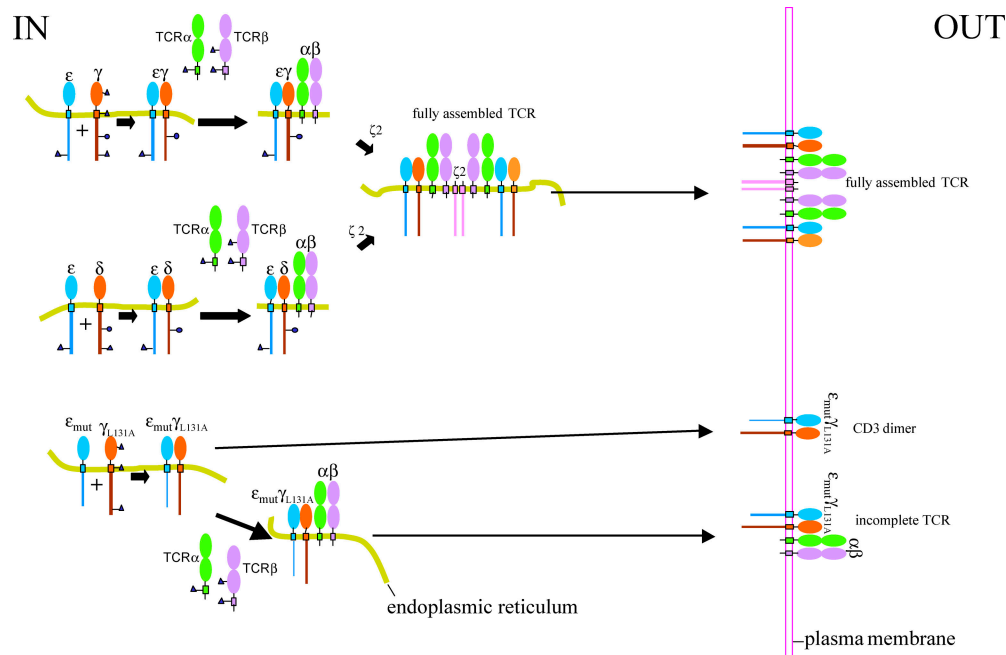 IN
OUT
TCRα
TCRβ
αβ
ε
γ
εγ
εγ
+
fully assembled TCR
ζ2
ζ2
fully assembled TCR
ζ 2
TCRα
TCRβ
αβ
ε
δ
ε δ
ε δ
+
εmut
γL131A
εmutγL131A
+
εmutγL131A
CD3 dimer
αβ
εmutγL131A
εmutγL131A
incomplete TCR
αβ
TCRα
TCRβ
endoplasmic reticulum
plasma membrane